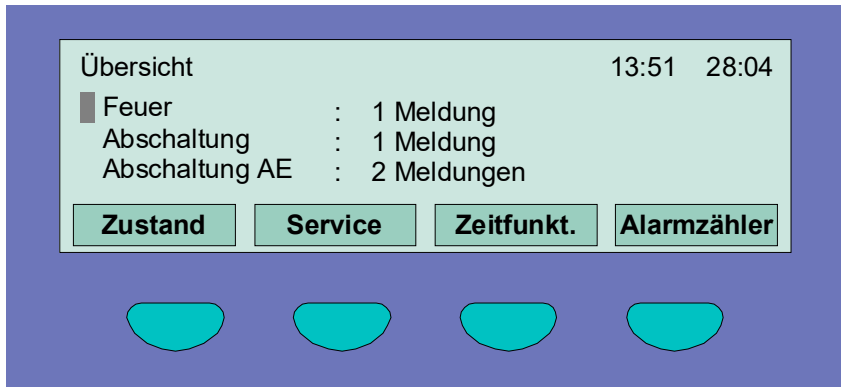 Übersicht 13:51 28:04
Feuer : 1 Meldung
Abschaltung : 1 Meldung
Abschaltung AE : 2 Meldungen
Zustand Service Zeitfunkt. Alarmzähler